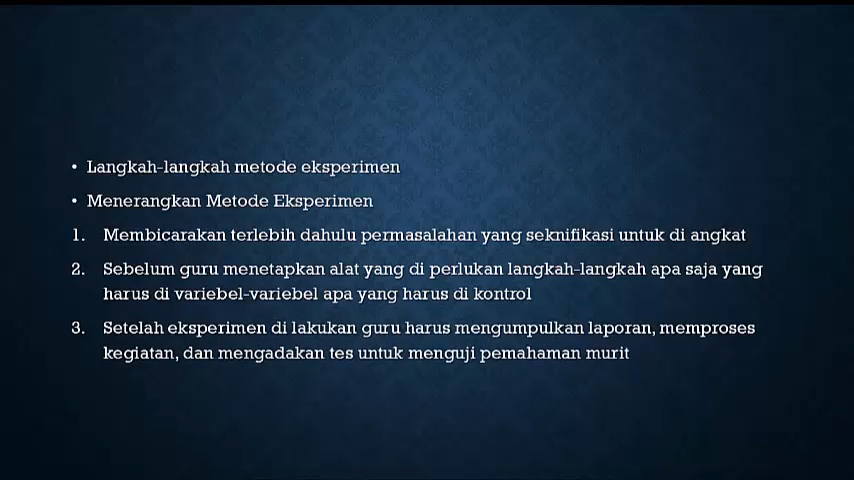 • Langkah-langkah metode eksperimen
• Menerangkan Metode Eksperimen
1. Membicarakan terlebih dahulu permasalahan yang seknifikasi untuk di angkat
2. Sebelum guru menetapkan alat yang di perlukan langkah-langkah apa saja yang
harus di variebel-variebel apa yang harus di kontrol
3. Setelah eksperimen di lakukan guru harus mengumpulkan laporan, memproses
kegiatan, dan mengadakan tes untuk menguji pemahaman murit